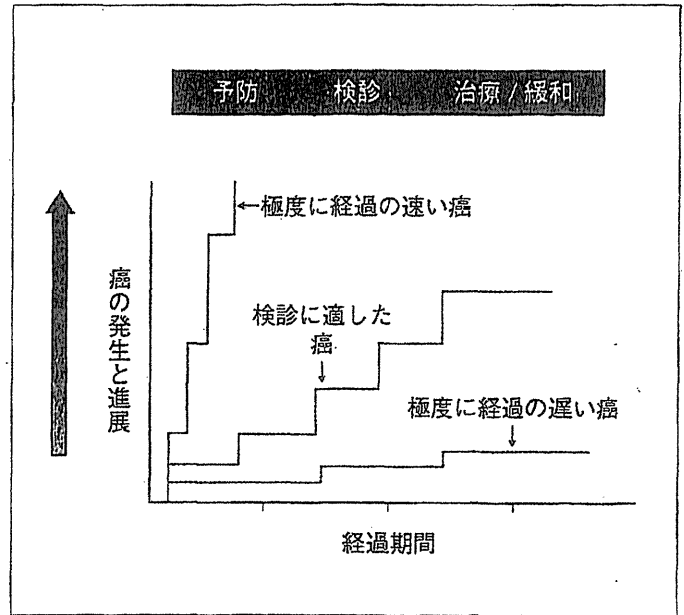 予防 検診 治療 / 緩和
←極度に経過の速い癌
検診に適した
癌
極度に経過の遅い癌
癌の発生と進展
経過期間